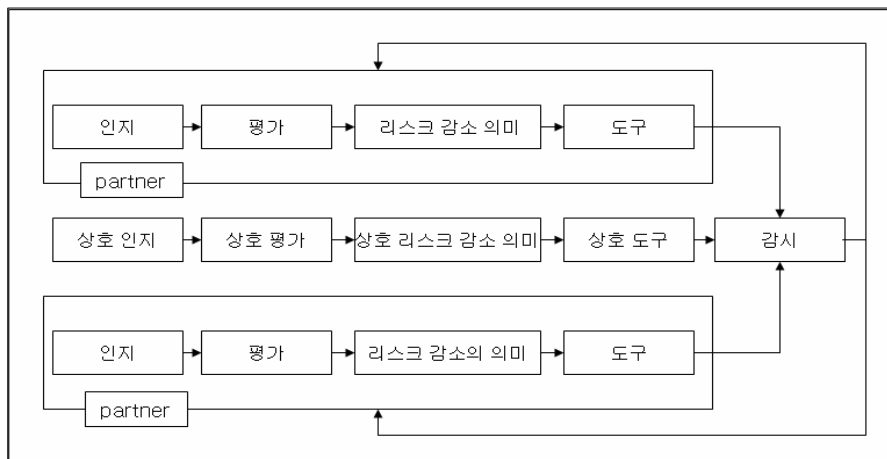 인지
평가
리스크 감소 의미
도구
partner
상호 인지
상호 평가
상호 리스크 감소 의미
상호 도구
감시
인지
평가
리스크 감소의 의미
도구
partner